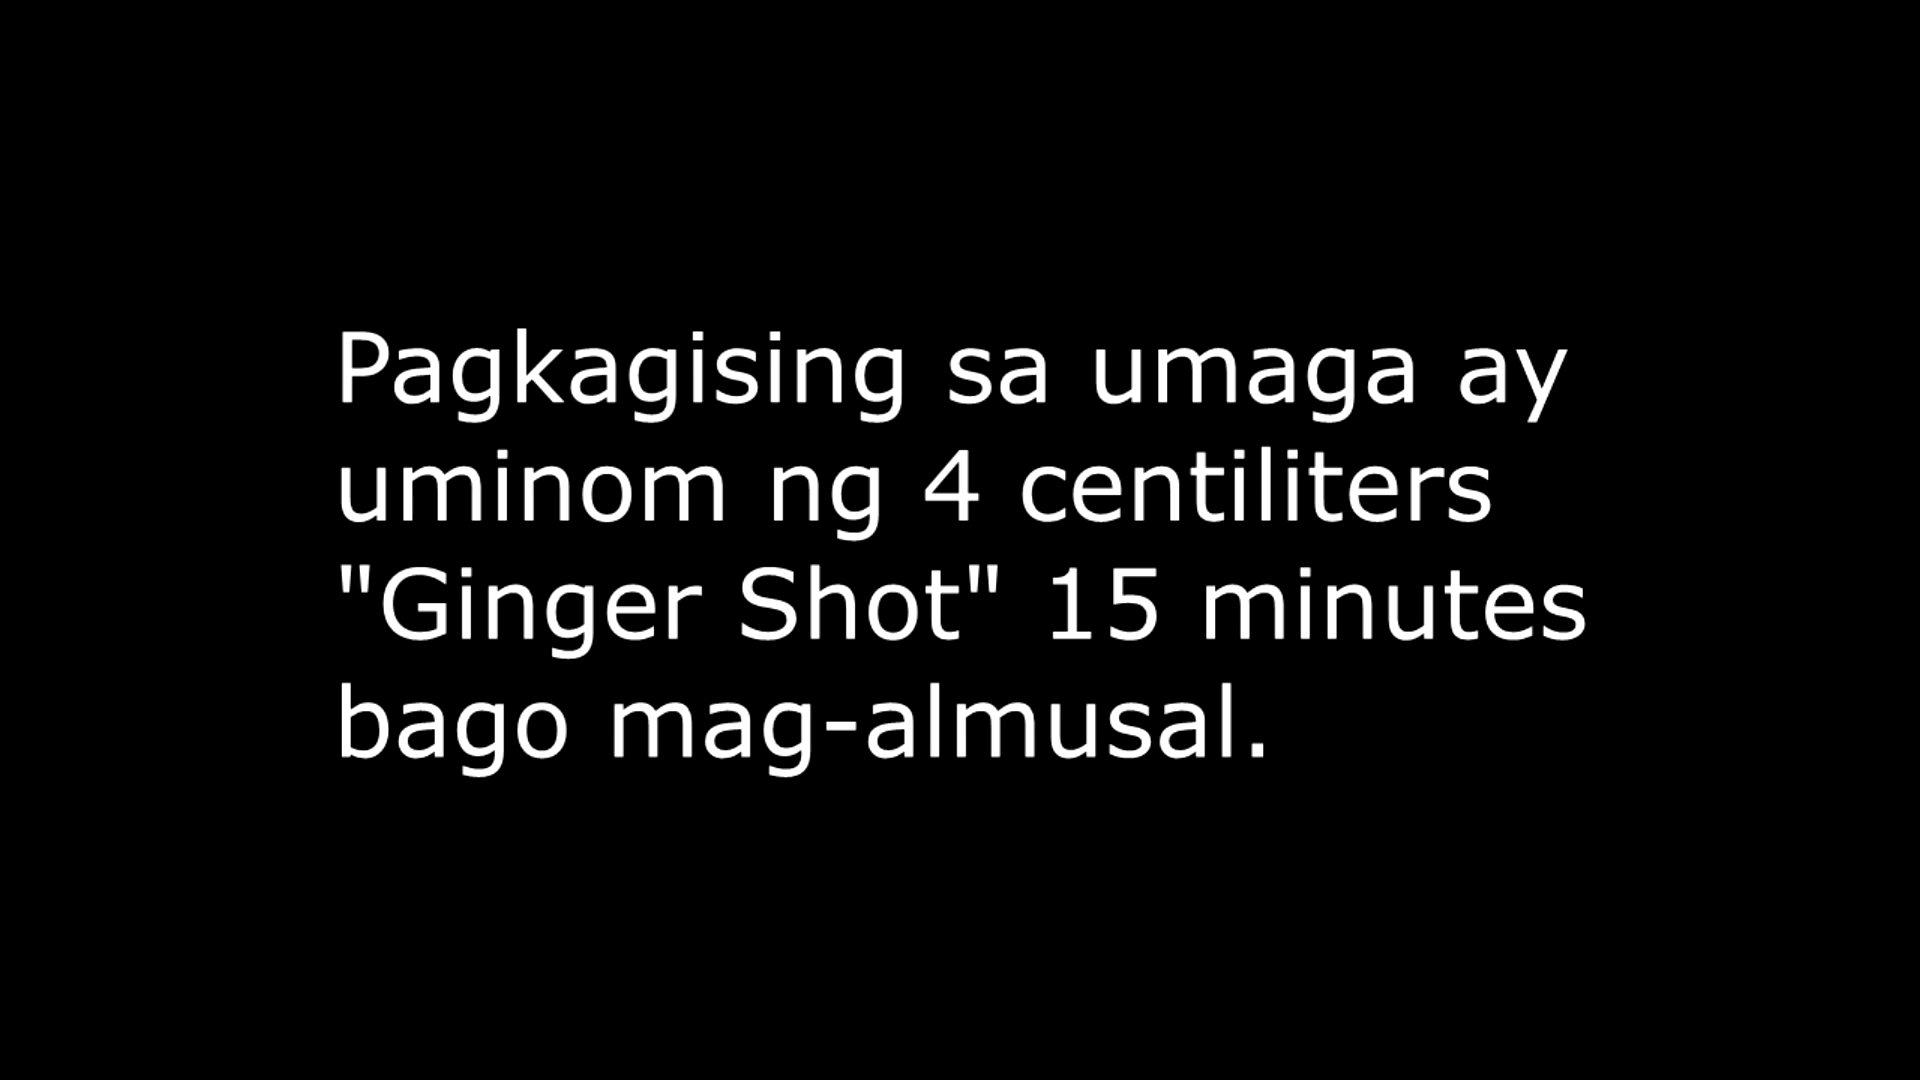 Pagkagising sa umaga ay
uminom ng 4 centiliters
"Ginger Shot" 15 minutes
bago mag-almusal.